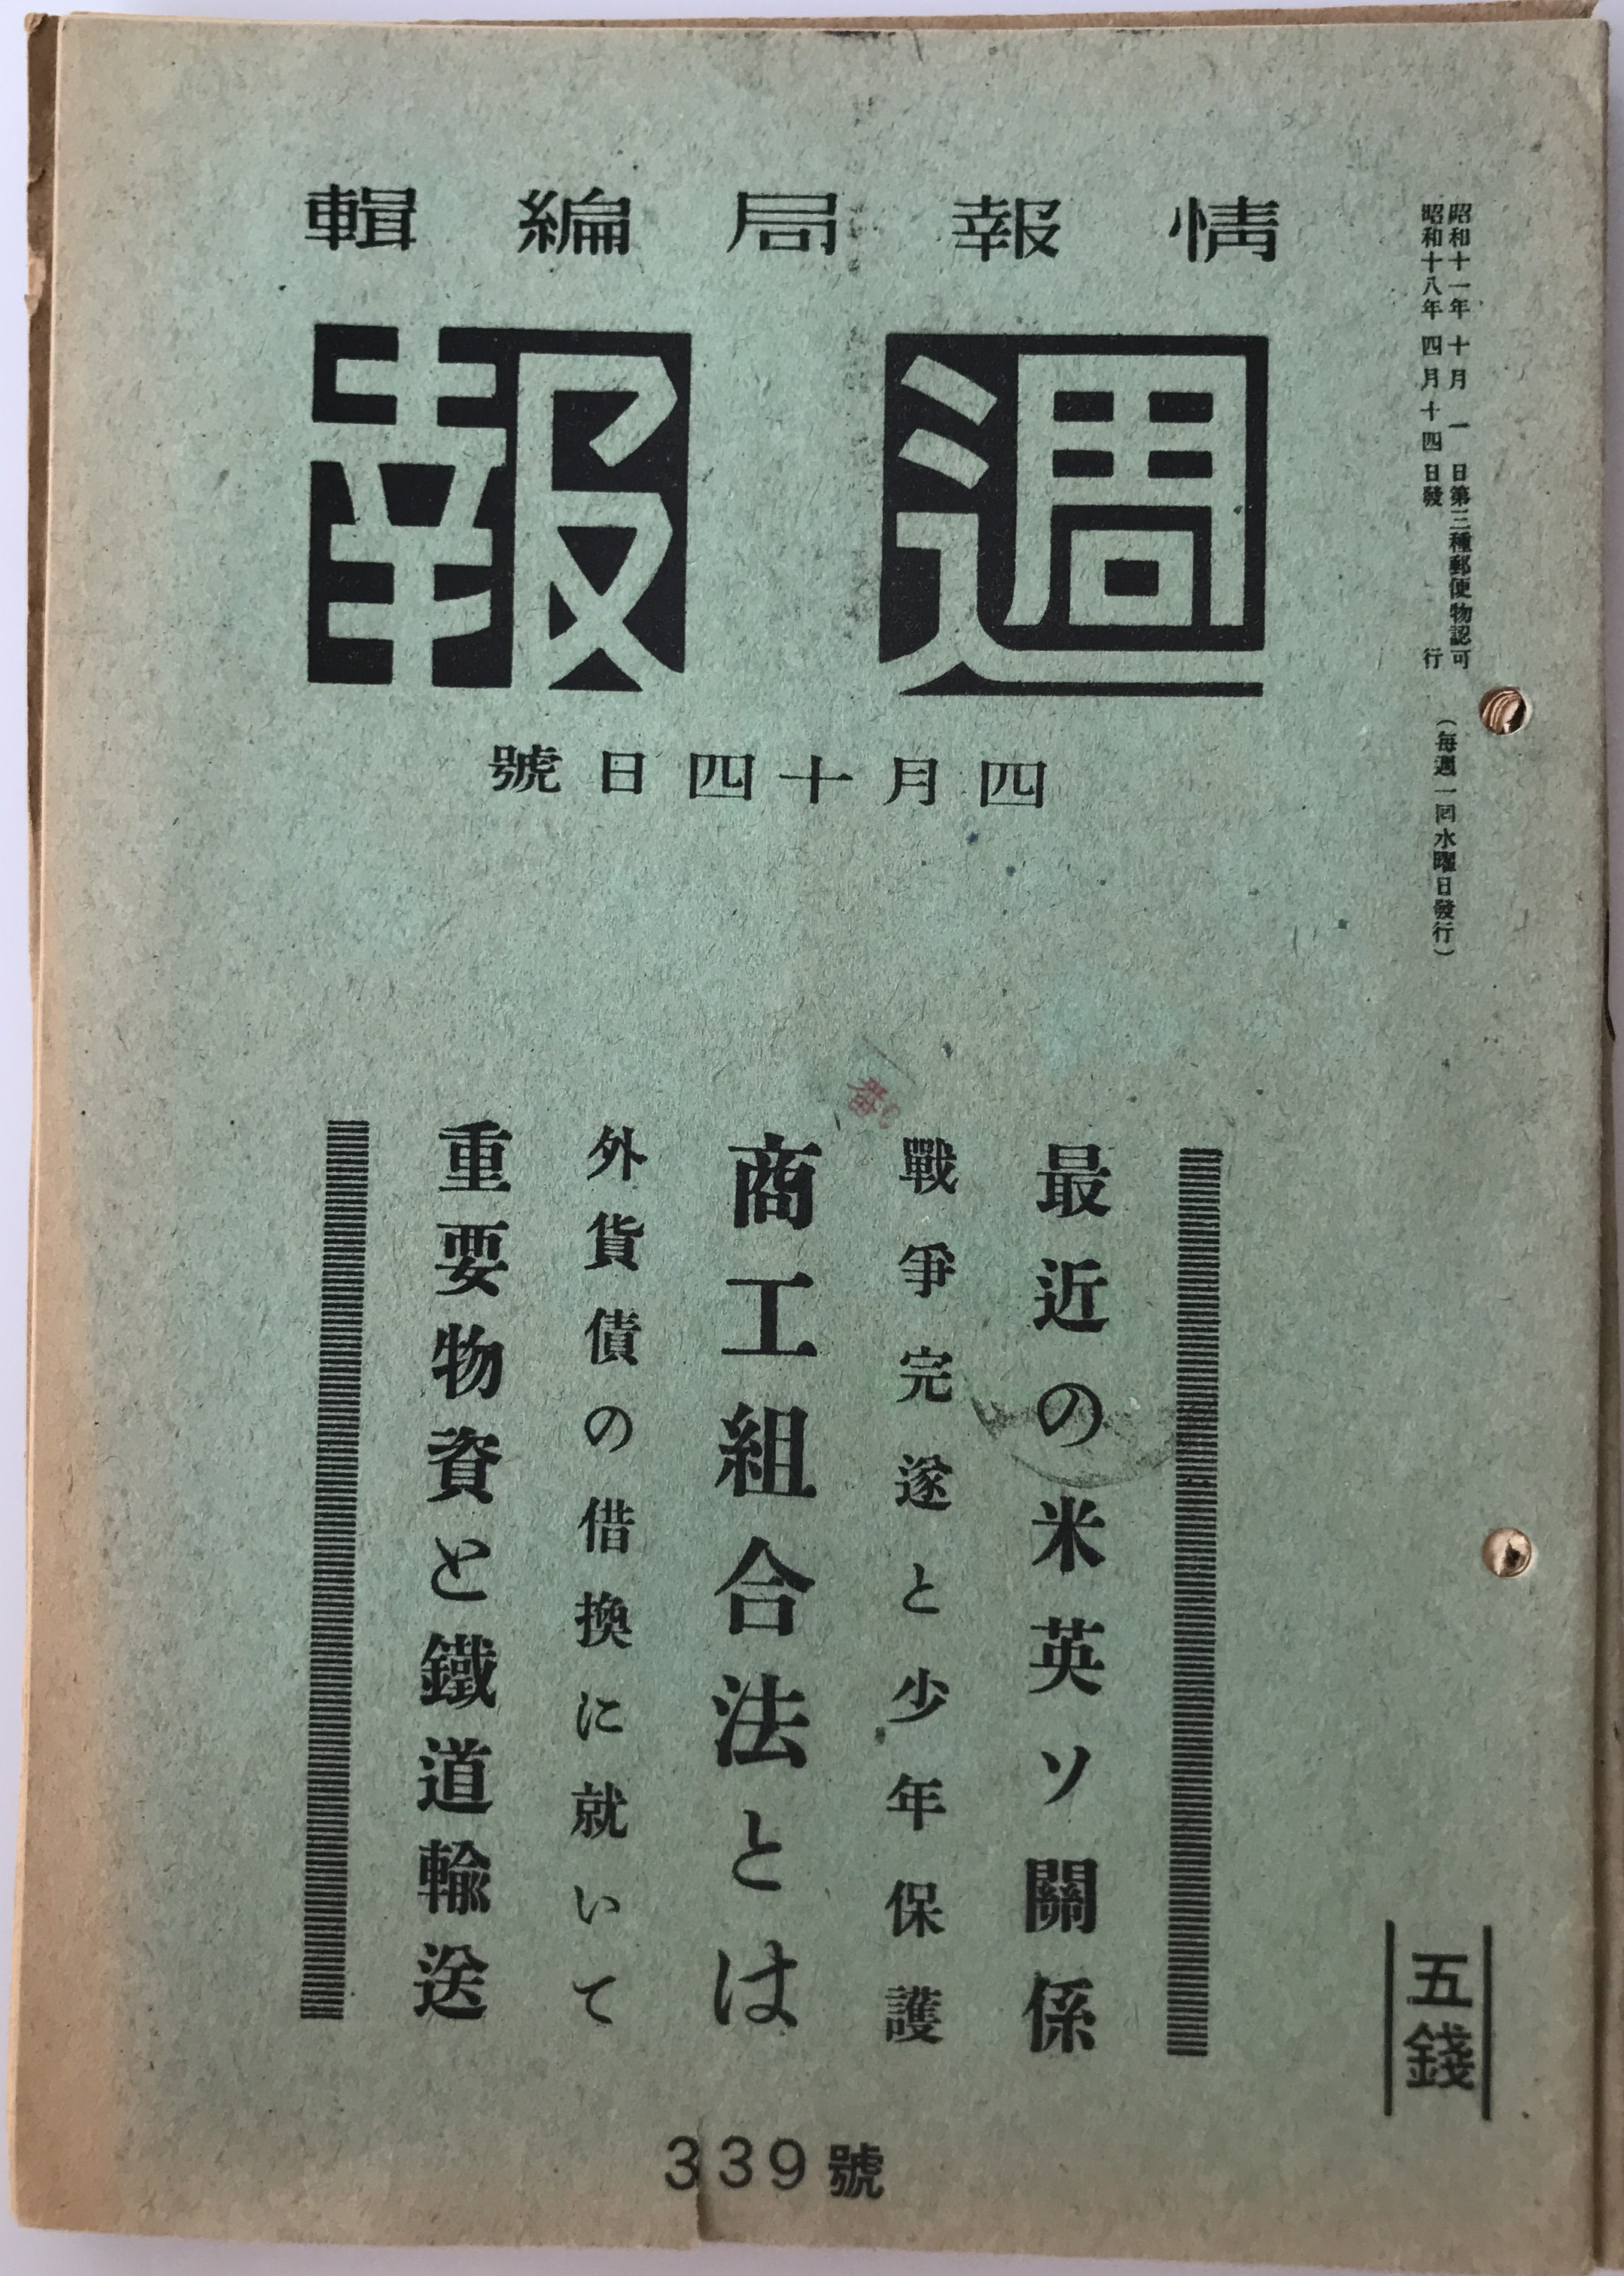 昭和十一年十月一日第三種郵便物認可
昭和十八年四月十四日發行
（每週一回水曜日發行）
情報局編輯
週報
四月十四日號
最近の米英ソ關係
戰爭完遂と少年保護
商工組合法とは
外貨債の借換に就いて
重要物資と鐵道輸送
番
五錢
339號